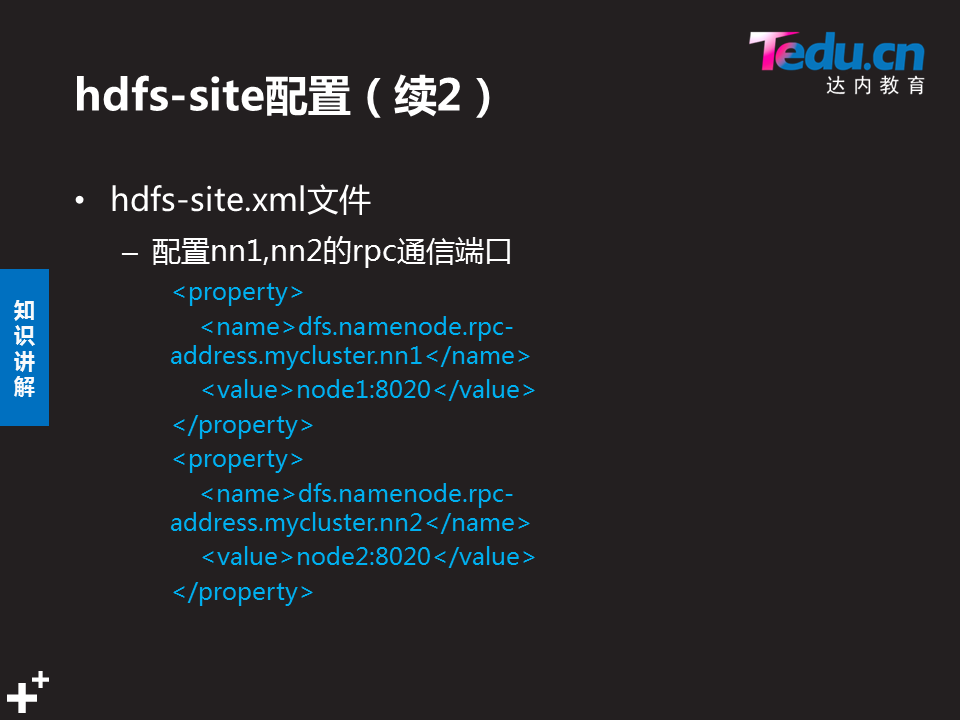 Tedu.cn
达内教育
hdfs-site配置（续2）
• hdfs-site.xml文件
– 配置nn1,nn2的rpc通信端口
<property>
<name>dfs.namenode.rpc-
address.mycluster.nn1</name>
<value>node1:8020</value>
</property>
<property>
<name>dfs.namenode.rpc-
address.mycluster.nn2</name>
<value>node2:8020</value>
</property>
知
识
讲
解